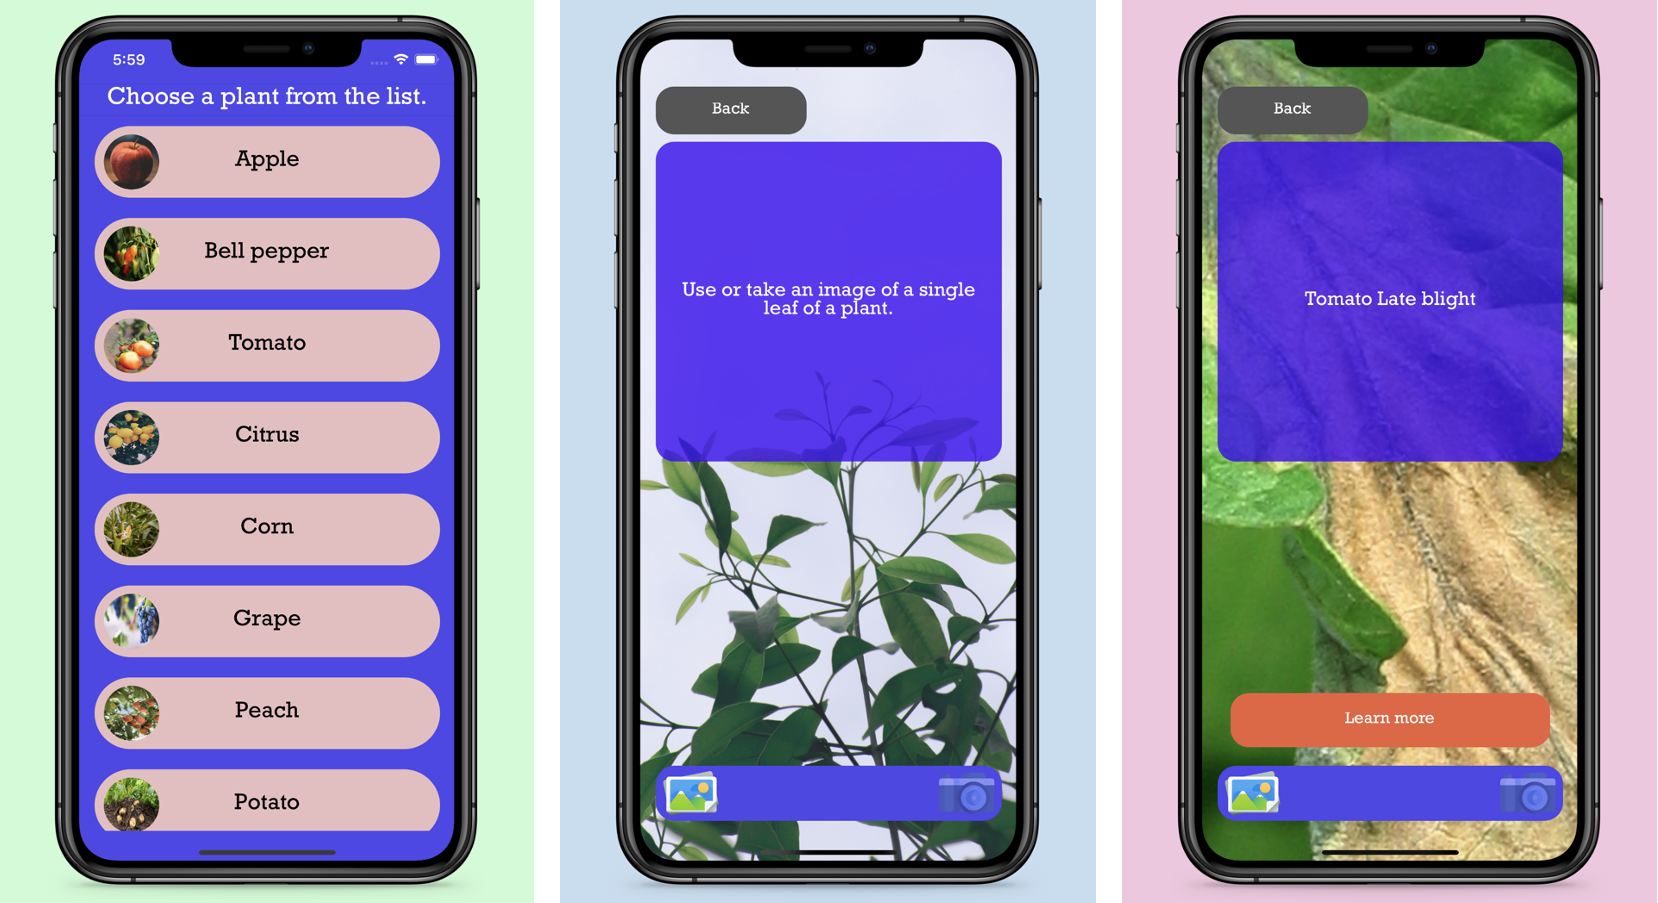 5:59
Choose a plant from the list.
Apple
Bell pepper
Tomato
Citrus
Corn
Grape
Peach
Potato
Back
Use or take an image of a single
leaf of a plant.
Back
Tomato Late blight
Learn more